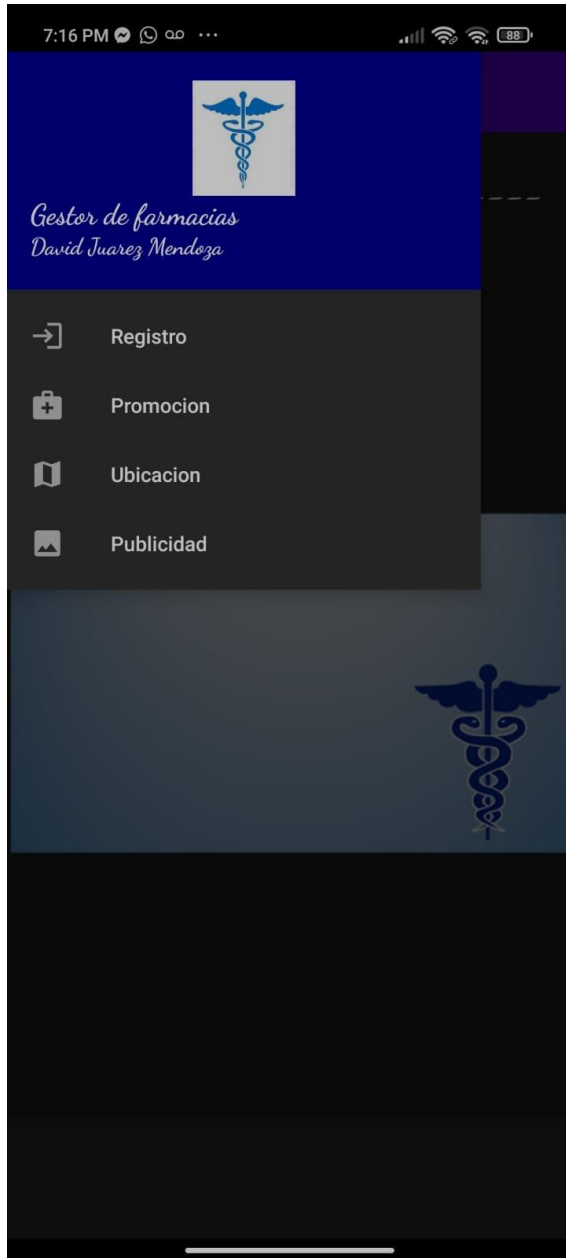 7:16 PM
88
Gestor de farmacias
David Juarez Mendoza
Registro
Promocion
Ubicacion
Publicidad